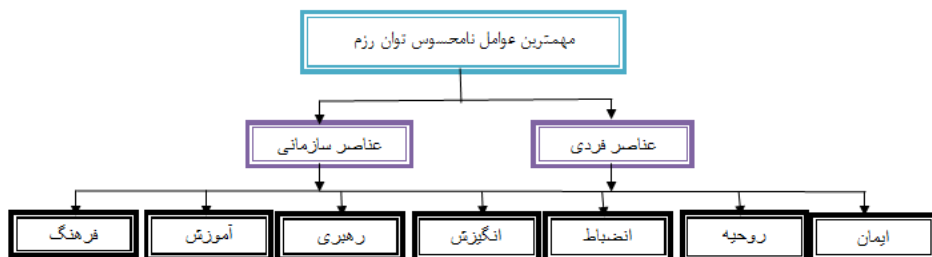 مهمترین عوامل نامحسوس توان رزم
عناصر فردی
عناصر سازمانی
ایمان
روحیه
انضباط
انگیزش
رهبری
آموزش
فرهنگ